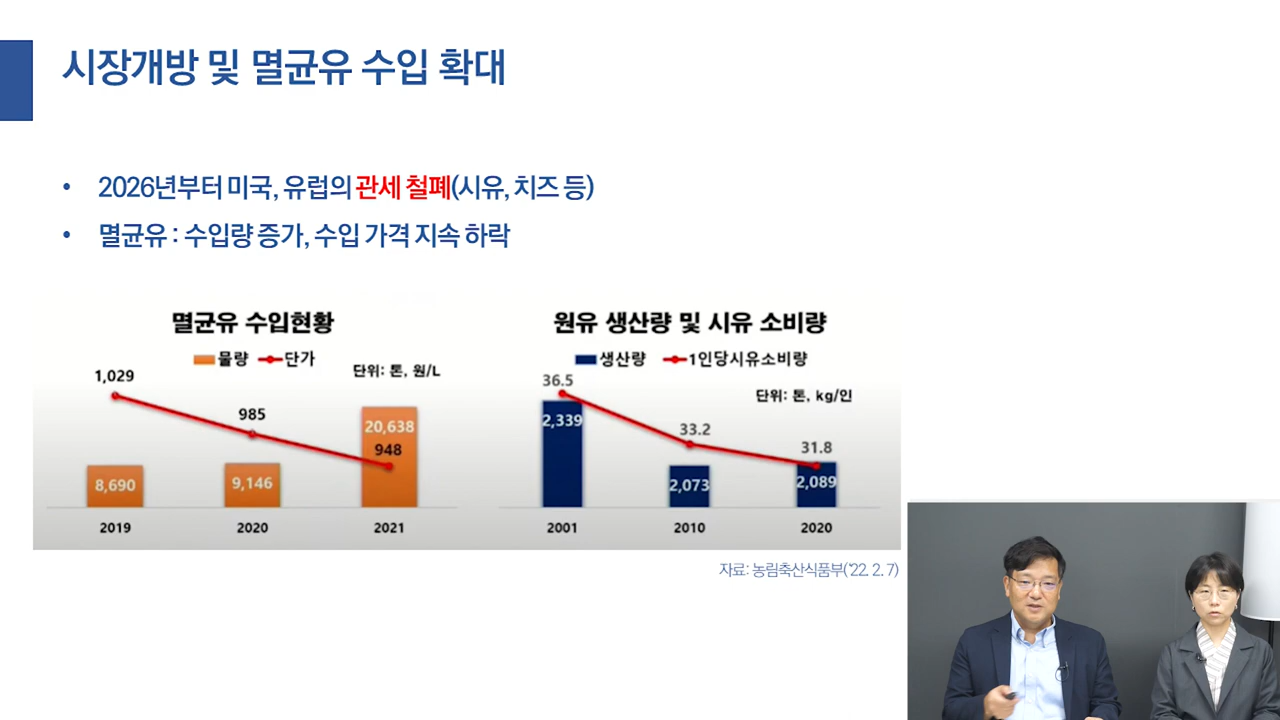 시장개방 및 멸균유 수입 확대
• 2026년부터 미국, 유럽의 관세 철폐(시유, 치즈 등)
• 멸균유 : 수입량 증가, 수입 가격 지속 하락
멸균유 수입현황
물량 단가
단위: 톤, 원/L
1,029
985
948
8,690
9,146
20,638
2019 2020 2021
원유 생산량 및 시유 소비량
생산량 1인당시유소비량
단위: 톤, kg/인
36.5
33.2
31.8
2,339
2,073
2,089
2001 2010 2020
자료: 농림축산식품부('22. 2. 7)